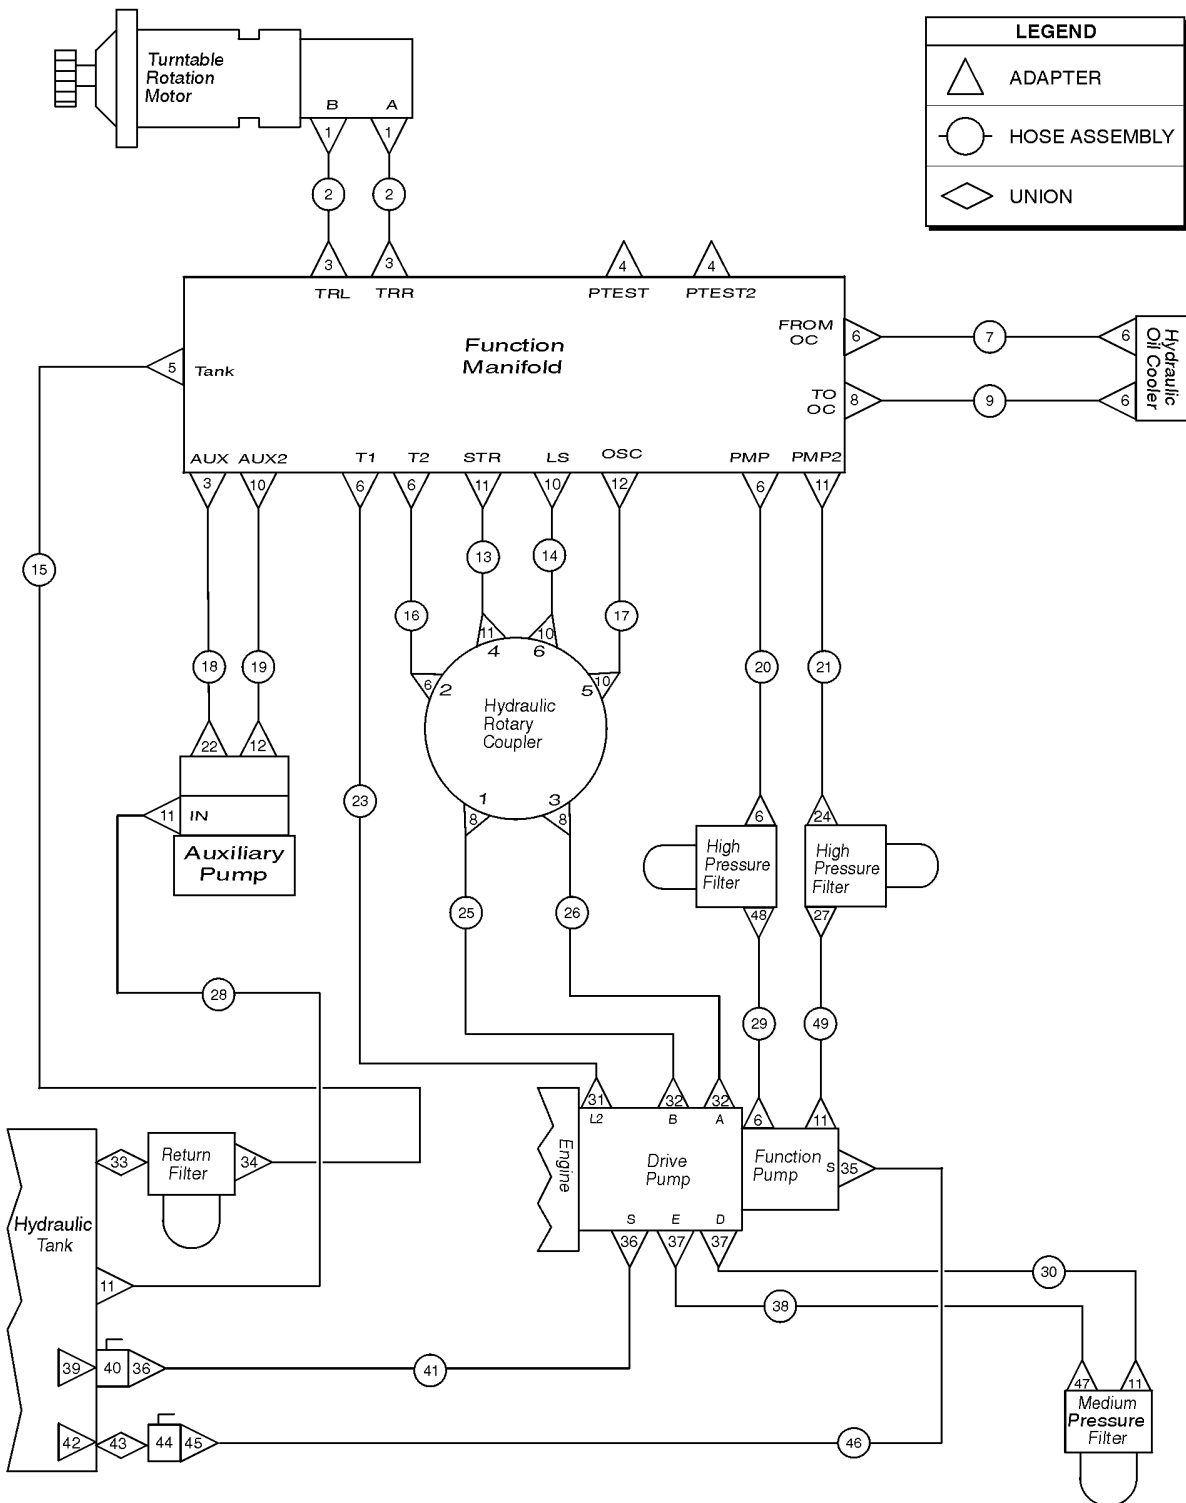 LEGEND
ADAPTER
HOSE ASSEMBLY
UNION
Turntable
Rotation
Motor
B A
1 1
2 2
3 3 4 4
TRL TRR PTEST PTEST2
Function
Manifold
FROM
OC
6 7 6
TO
OC
8 9 6
Hydraulic
Oil Cooler
5 Tank
AUX AUX2 T1 T2 STR LS OSC PMP PMP2
3 10 6 6 11 10 12 6 11
15 13 14
16 17
18 19 20 21
11 10
4 6
6 2 5 10
Hydraulic
Rotary
Coupler
1 3
8 8
22 12
11 IN
Auxiliary
Pump
23
6 24
High
Pressure
Filter
High
Pressure
Filter
48 27
25 26
28 29 49
31 32 32 6 11
L2 B A
Engine
Drive
Pump
Function
Pump
S 35
S E D
36 37 37
33 Return
Filter
34
Hydraulic
Tank
11
30
38
39 40 36 41
47 11
Medium
Pressure
Filter
42 43 44 45 46